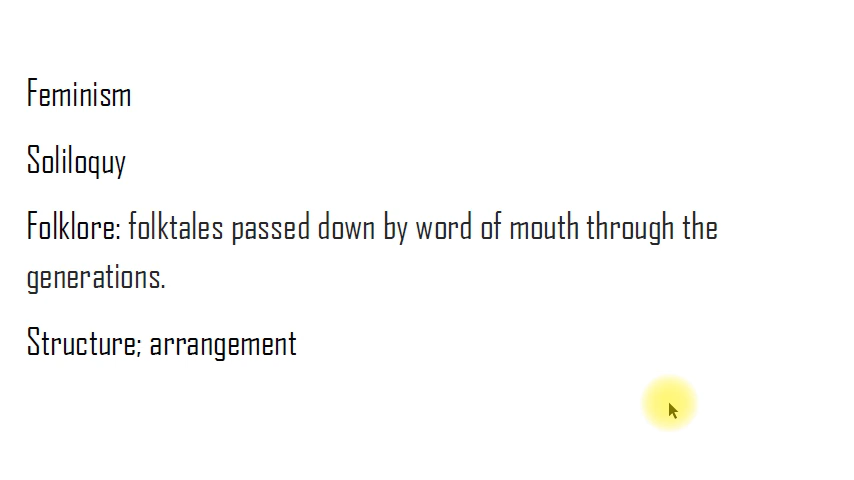 Feminism
Soliloquy
Folklore: folktales passed down by word of mouth through the
generations.
Structure; arrangement